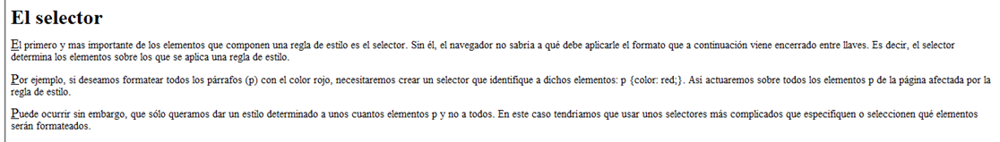 El selector
El primero y mas importante de los elementos que componen una regla de estilo es el selector. Sin él, el navegador no sabría a qué debe aplicarle el formato que a continuación viene encerrado entre llaves. Es decir, el selector
determina los elementos sobre los que se aplica una regla de estilo.
Por ejemplo, si deseamos formatear todos los párrafos (p) con el color rojo, necesitaremos crear un selector que identifique a dichos elementos: p {color: red;}. Asi actuaremos sobre todos los elementos p de la página afectada por la
regla de estilo.
Puede ocurrir sin embargo, que sólo queramos dar un estilo determinado a unos cuantos elementos p y no a todos. En este caso tendríamos que usar unos selectores más complicados que especifiquen o seleccionen qué elementos
serán formateados.